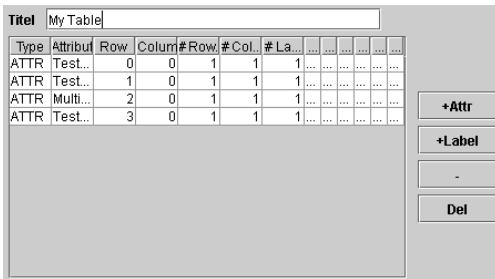 Titel My Table
Type Attribut Row Colum #Row. #Col.. #La... ... ... ... ... ... ...
ATTR Test... 0 0 1 1 1 ... ... ... ... ... ...
ATTR Test... 1 0 1 1 1 ... ... ... ... ... ...
ATTR Multi... 2 0 1 1 1 ... ... ... ... ... ...
ATTR Test... 3 0 1 1 1 ... ... ... ... ... ...
+Attr
+Label
-
Del